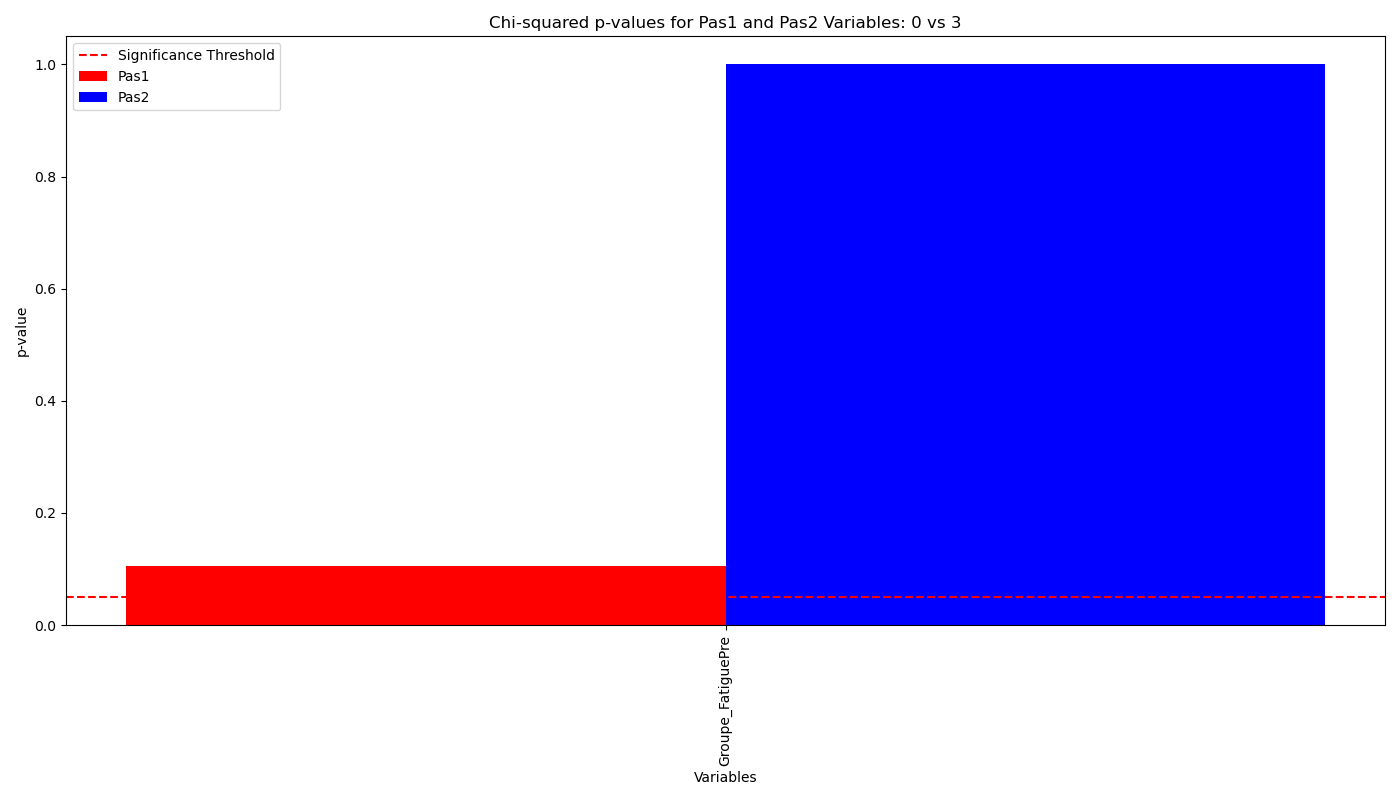 Chi-squared p-values for Pas1 and Pas2 Variables: 0 vs 3
Significance Threshold
Pas1
Pas2
1.0
0.8
0.6
0.4
0.2
0.0
p-value
Groupe_FatiguePre
Variables